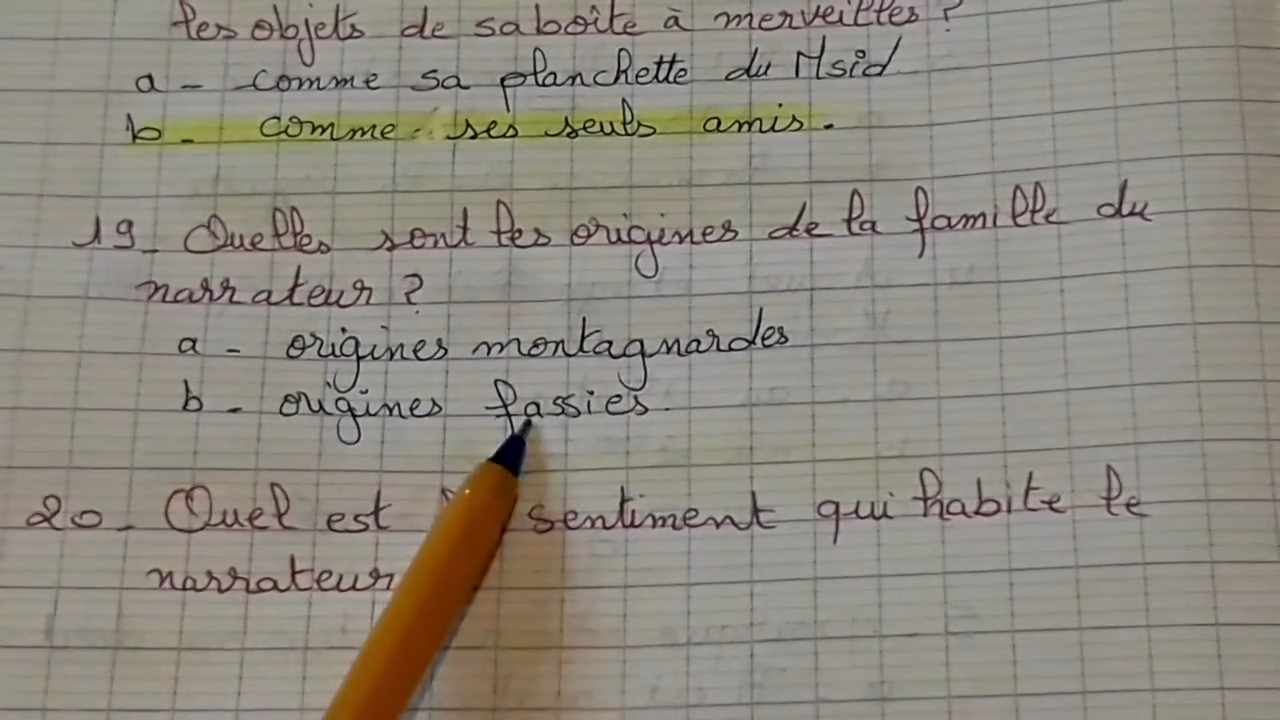 les objets de sa boîte à merveilles ?
a - comme sa planchette du Msid
b - comme ses seuls amis.
19 - Quelles sont les origines de la famille du
narrateur ?
a - origines montagnardes
b - origines fassies.
20 - Quel est sentiment qui habite le
narrateur